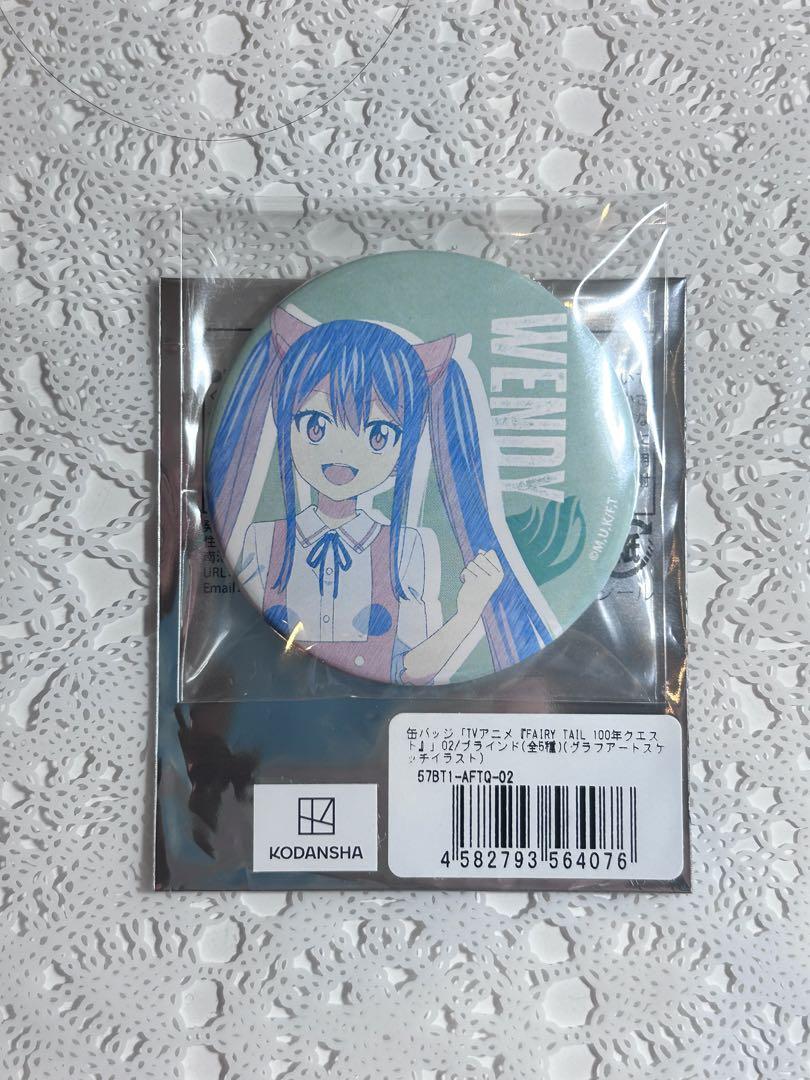 WENDY
©M,U,K/F,T
URL:
Email:
KODANSHA
缶バッジ「TVアニメ『FAIRY TAIL 100年クエス
ト』」02/ブラインド(全5種)(グラフアートスケ
ッチイラスト)
57BT1-AFTQ-02
4 582793 564076